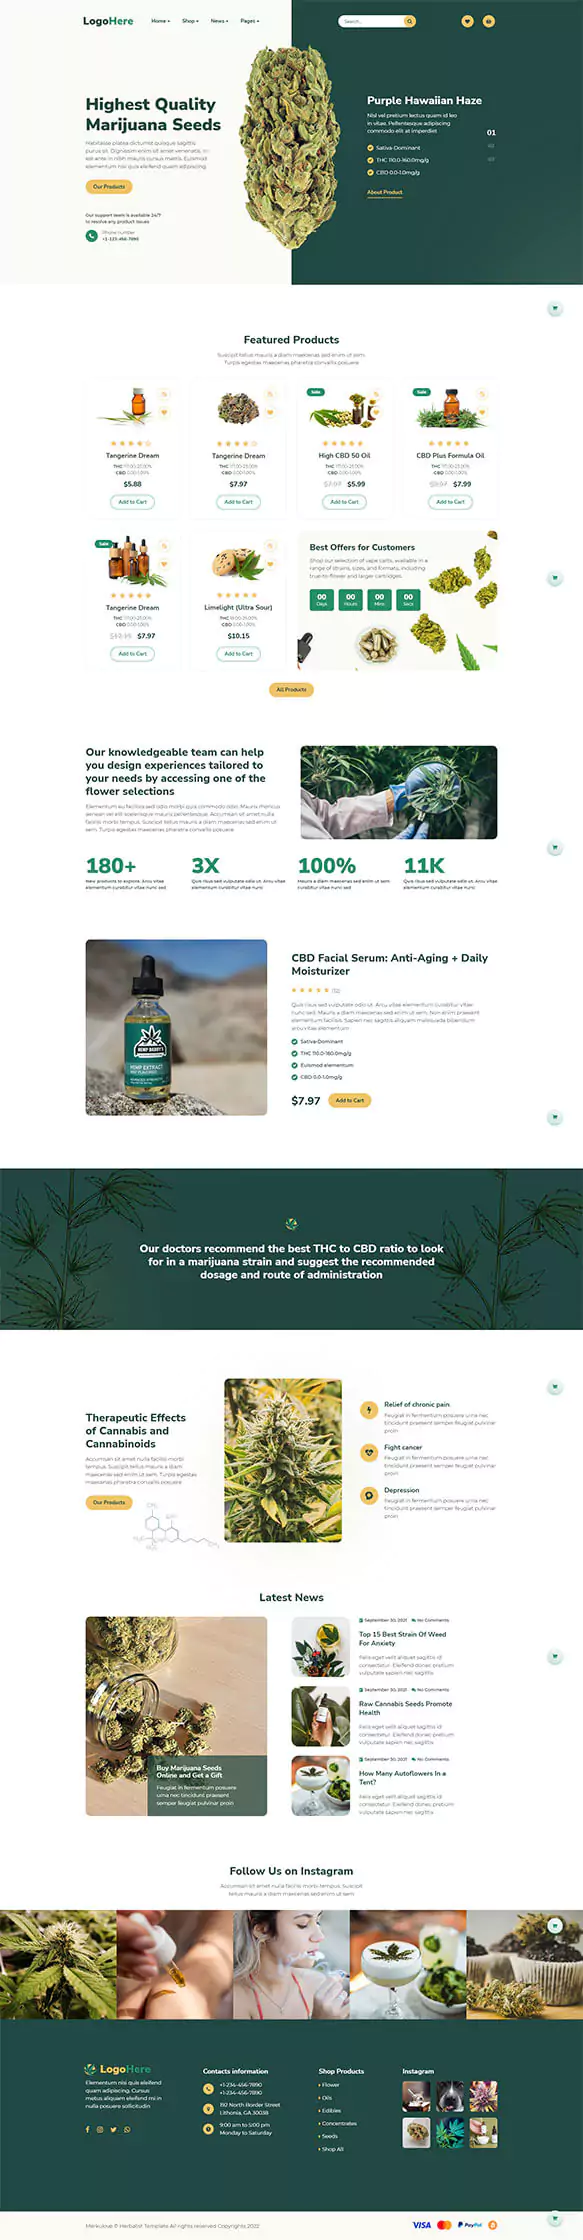 LogoHere
Home
Shop
News
Pages
Search...
Highest Quality
Marijuana Seeds
Habitasse platea dictumst quisque sagittis
purus sit. Dignissim enim sit amet venenatis. In
est ante in nibh mauris cursus mattis. Euismod
elementum nisi quis eleifend quam adipiscing
Our Products
Our support team is available 24/7
to resolve any product issues
Phone number
+1-123-456-7890
Purple Hawaiian Haze
Nisl vel pretium lectus quam id leo
in vitae. Pellentesque adipiscing
commodo elit at imperdiet
Sativa-Dominant
THC 110.0-160.0mg/g
CBD 0.0-1.0mg/g
About Product
01
02
03
Featured Products
Suscipit tellus mauris a diam maecenas sed enim ut sem.
Turpis egestas maecenas pharetra convallis posuere
Tangerine Dream
THC 17.00-23.00%
CBD 0.00-1.00%
$5.88
Add to Cart
Tangerine Dream
THC 17.00-23.00%
CBD 0.00-1.00%
$7.97
Add to Cart
Sale
High CBD 50 Oil
THC 17.00-23.00%
CBD 0.00-1.00%
$7.97 $5.99
Add to Cart
Sale
CBD Plus Formula Oil
THC 17.00-23.00%
CBD 0.00-1.00%
$7.99
Add to Cart
Sale
Tangerine Dream
THC 17.00-23.00%
CBD 0.00-1.00%
$7.97
Add to Cart
Limelight (Ultra Sour)
CBD 0.00-1.00%
$10.15
Add to Cart
Best Offers for Customers
Shop our selection of vape carts, available in a
range of strains, sizes, and formats, including
true-to-flower and larger cartridges.
00 00 00 00
Days Hours Mins Secs
All Products
Our knowledgeable team can help
you design experiences tailored to
your needs by accessing one of the
flower selections
Elementum eu facilisis sed odio morbi quis commodo odio. Mauris rhoncus
aenean vel elit scelerisque mauris pellentesque. Accumsan sit amet nulla
facilisi morbi tempus. Suscipit tellus mauris a diam maecenas sed enim ut
sem. Turpis egestas maecenas pharetra convallis posuere
180+
New products to explore. Arcu vitae
elementum curabitur vitae nunc sed
3X
Quis risus sed vulputate odio ut. Arcu vitae
elementum curabitur vitae nunc
100%
Mauris a diam maecenas sed enim ut sem
curabitur vitae nunc sed
11K
Quis risus sed vulputate odio ut. Arcu vitae
elementum curabitur vitae nunc
HEMP DADDY'S
HEMP EXTRACT
CBD Facial Serum: Anti-Aging + Daily
Moisturizer
Quis risus sed vulputate odio ut. Arcu vitae elementum curabitur vitae
nunc sed. Mauris a diam maecenas sed enim ut sem. Non enim praesent
elementum facilisis. Sapien nec sagittis aliquam malesuada bibendum
arcu vitae elementum
Sativa-Dominant
THC 110.0-160.0mg/g
Euismod elementum
CBD 0.0-1.0mg/g
$7.97
Add to Cart
Our doctors recommend the best THC to CBD ratio to look
for in a marijuana strain and suggest the recommended
dosage and route of administration
Therapeutic Effects
of Cannabis and
Cannabinoids
Accumsan sit amet nulla facilisi morbi
tempus. Suscipit tellus mauris a diam
maecenas sed enim ut sem. Turpis egestas
maecenas pharetra convallis posuere
Our Products
Relief of chronic pain
Feugiat in fermentum posuere urna nec
tincidunt praesent semper feugiat pulvinar
proin
Fight cancer
Feugiat in fermentum posuere urna nec
tincidunt praesent semper feugiat pulvinar
proin
Depression
Feugiat in fermentum posuere urna nec
tincidunt praesent semper feugiat pulvinar
proin
Latest News
Buy Marijuana Seeds
Online and Get a Gift
Feugiat in fermentum posuere
urna nec tincidunt praesent
semper feugiat pulvinar proin
September 30, 2021 No Comments
Top 15 Best Strain Of Weed
For Anxiety
Felis eget velit aliquet sagittis id
consectetur. Eleifend donec pretium
vulputate sapien nec sagittis
September 30, 2021 No Comments
Raw Cannabis Seeds Promote
Health
Felis eget velit aliquet sagittis id
consectetur. Eleifend donec pretium
vulputate sapien nec sagittis
September 30, 2021 No Comments
How Many Autoflowers In a
Tent?
Felis eget velit aliquet sagittis id
consectetur. Eleifend donec pretium
vulputate sapien nec sagittis
Follow Us on Instagram
Accumsan sit amet nulla facilisi morbi tempus. Suscipit
tellus mauris a diam maecenas sed enim ut sem
LogoHere
Elementum nisi quis eleifend
quam adipiscing. Cursus
metus aliquam eleifend mi in
nulla posuere sollicitudin
Contacts information
+1-234-456-7890
+1-234-456-7890
192 North Border Street
Lithonia, GA 30038
9:00 am to 5:00 pm
Monday to Saturday
Shop Products
Flower
Oils
Edibles
Concentrates
Seeds
Shop All
Instagram
Merkulove © Herbalist Template All rights reserved Copyrights 2022
VISA
PayPal